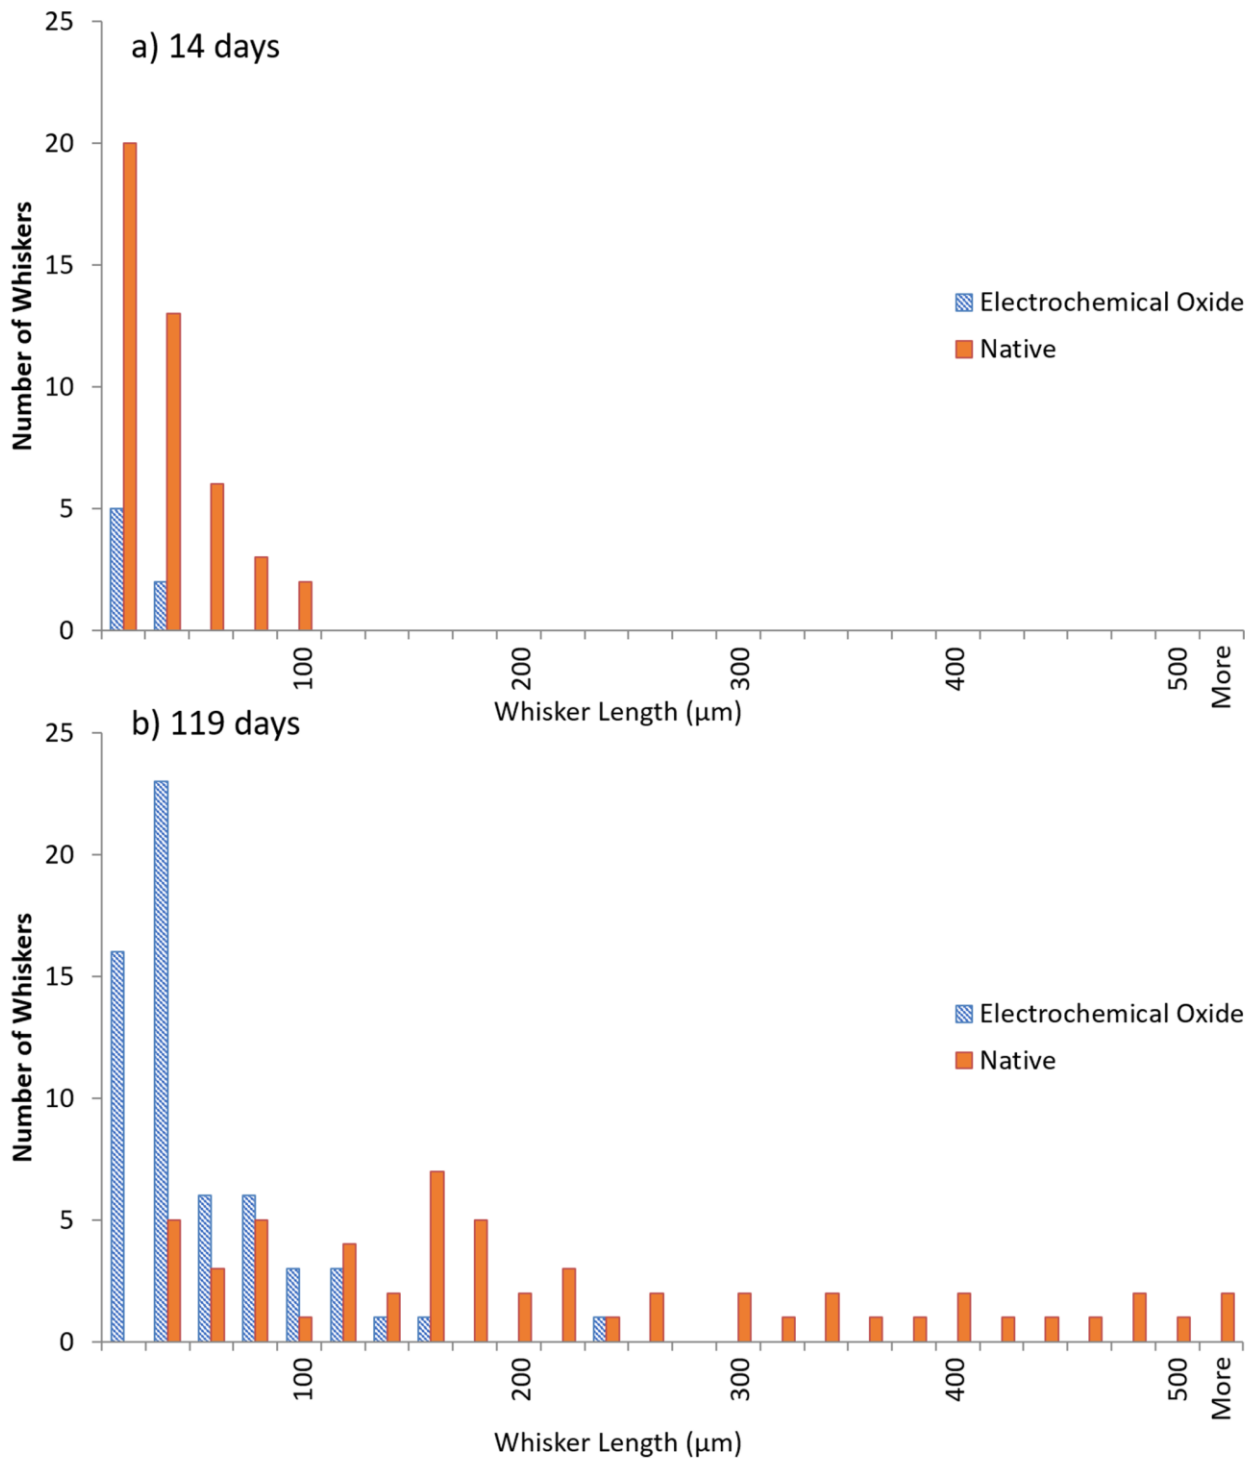 a) 14 days
25
20
15
10
5
0
Number of Whiskers
Electrochemical Oxide
Native
100
200
300
400
500
More
Whisker Length (μm)
b) 119 days
25
20
15
10
5
0
Number of Whiskers
Electrochemical Oxide
Native
100
200
300
400
500
More
Whisker Length (μm)